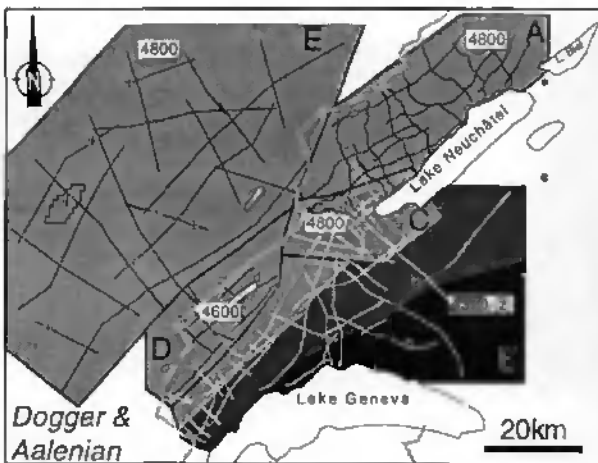 4800
E
4800
A
N
Lake Neuchâtel
C
4800
4600
D
Lake Geneva
Dogger &
Aalenian
20km